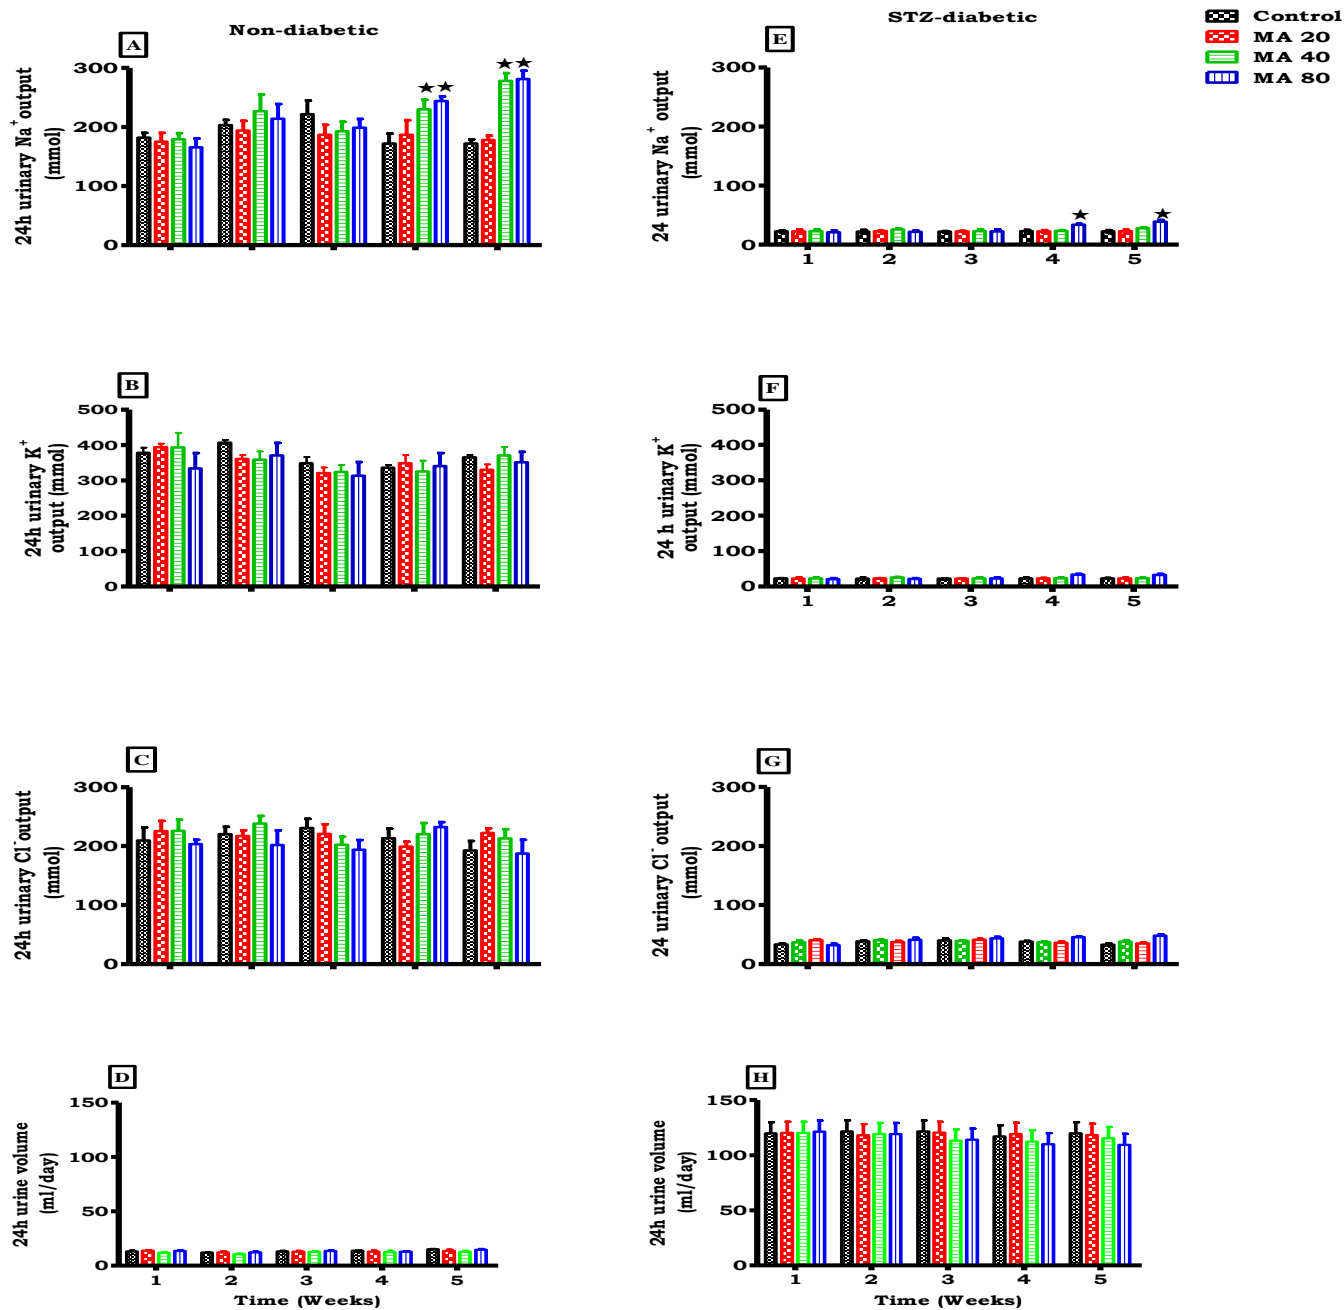 Non-diabetic
STZ-diabetic
Control
MA 20
MA 40
MA 80
A
24h urinary Na+ output
(mmol)
300
200
100
0
★★
★★
E
24 urinary Na+ output
(mmol)
300
200
100
0
★
★
1 2 3 4 5
B
24h urinary K+
output (mmol)
500
400
300
200
100
0
F
24 h urinary K+
output (mmol)
500
400
300
200
100
0
1 2 3 4 5
C
24h urinary Cl- output
(mmol)
300
200
100
0
G
24 urinary Cl- output
(mmol)
300
200
100
0
D
24h urine volume
(ml/day)
150
100
50
0
1 2 3 4 5
Time (Weeks)
H
24h urine volume
(ml/day)
150
100
50
0
1 2 3 4 5
Time (Weeks)